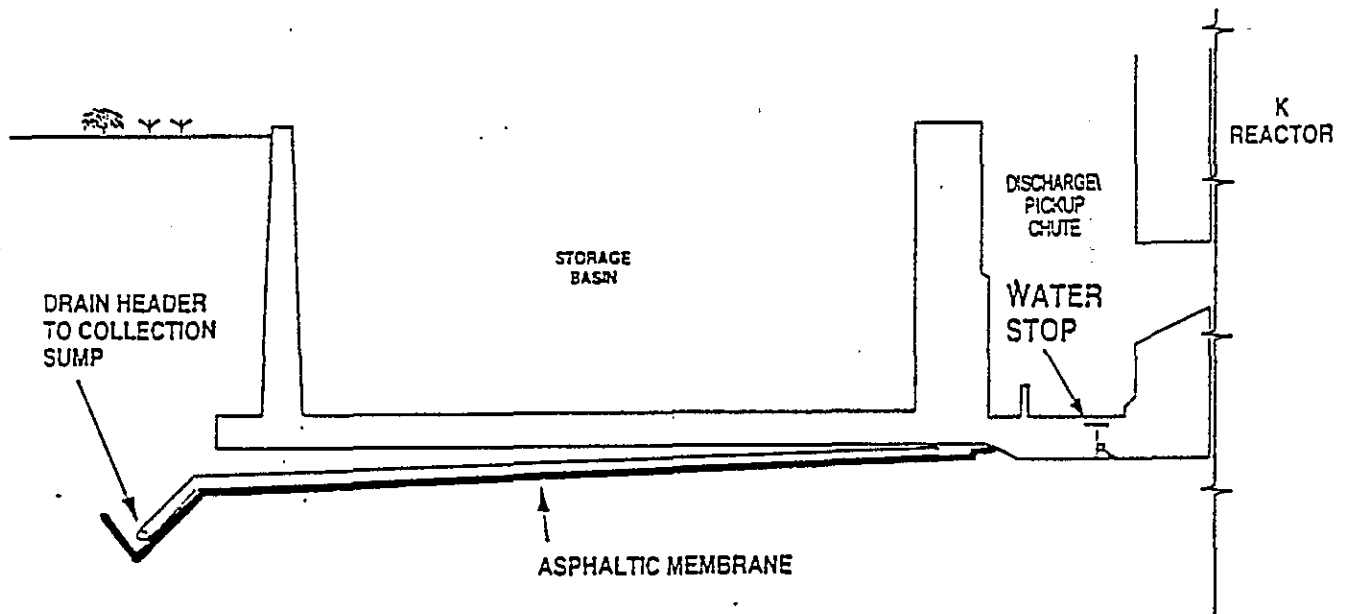 K
REACTOR
DISCHARGE\
PICKUP
CHUTE
STORAGE
BASIN
WATER
STOP
DRAIN HEADER
TO COLLECTION
SUMP
ASPHALTIC MEMBRANE